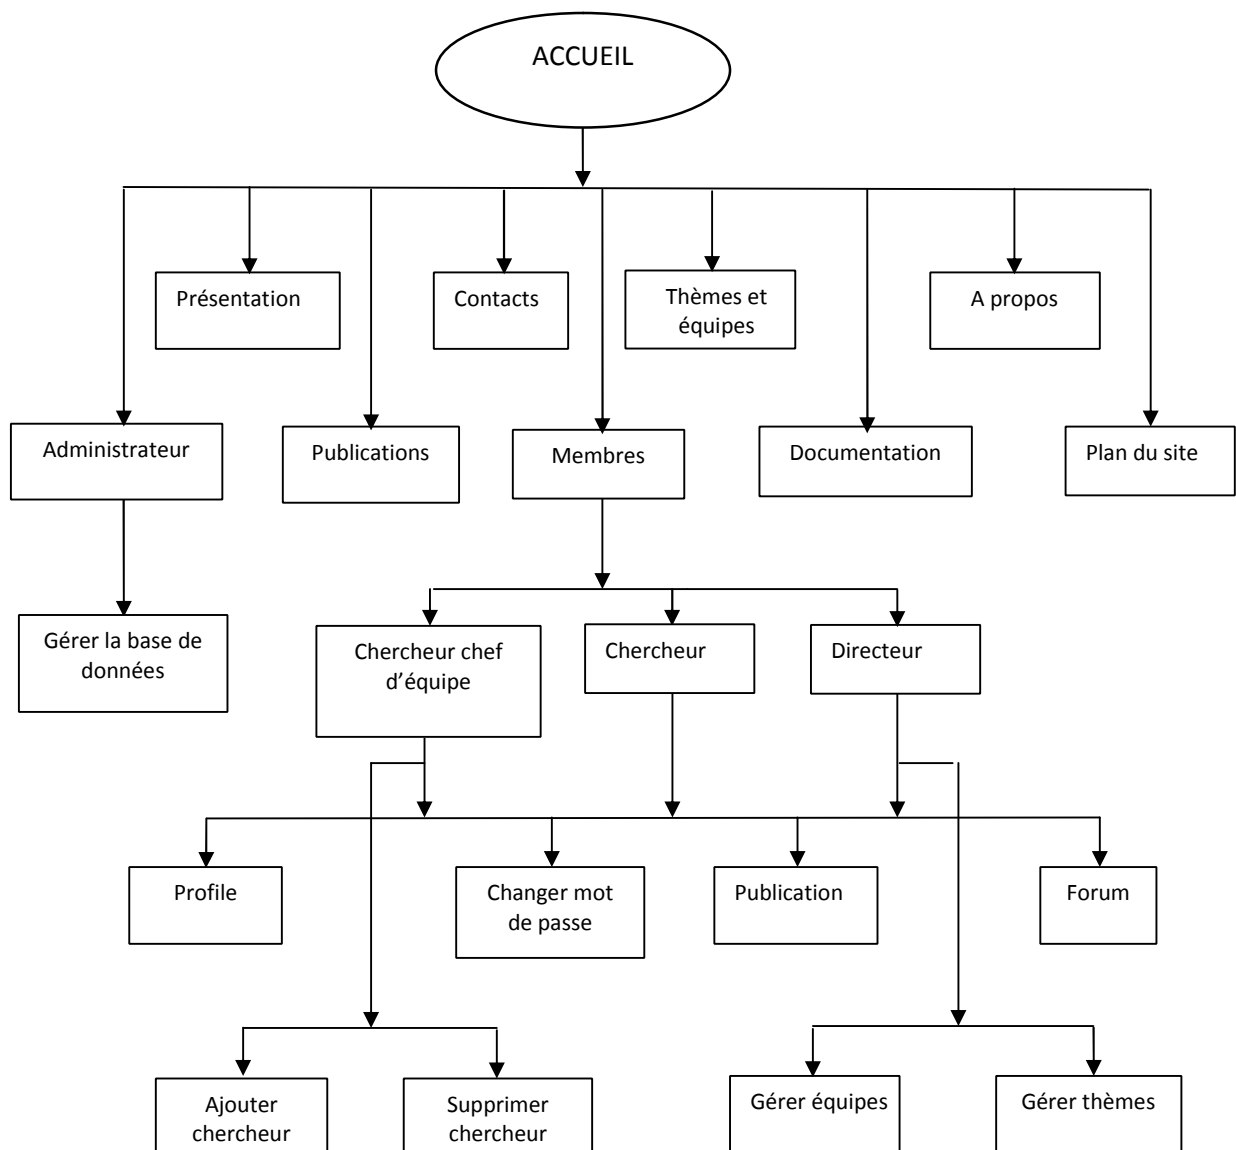 ACCUEIL
Présentation
Contacts
Thèmes et
équipes
A propos
Administrateur
Publications
Membres
Documentation
Plan du site
Gérer la base de
données
Chercheur chef
d’équipe
Chercheur
Directeur
Profile
Changer mot
de passe
Publication
Forum
Ajouter
chercheur
Supprimer
chercheur
Gérer équipes
Gérer thèmes